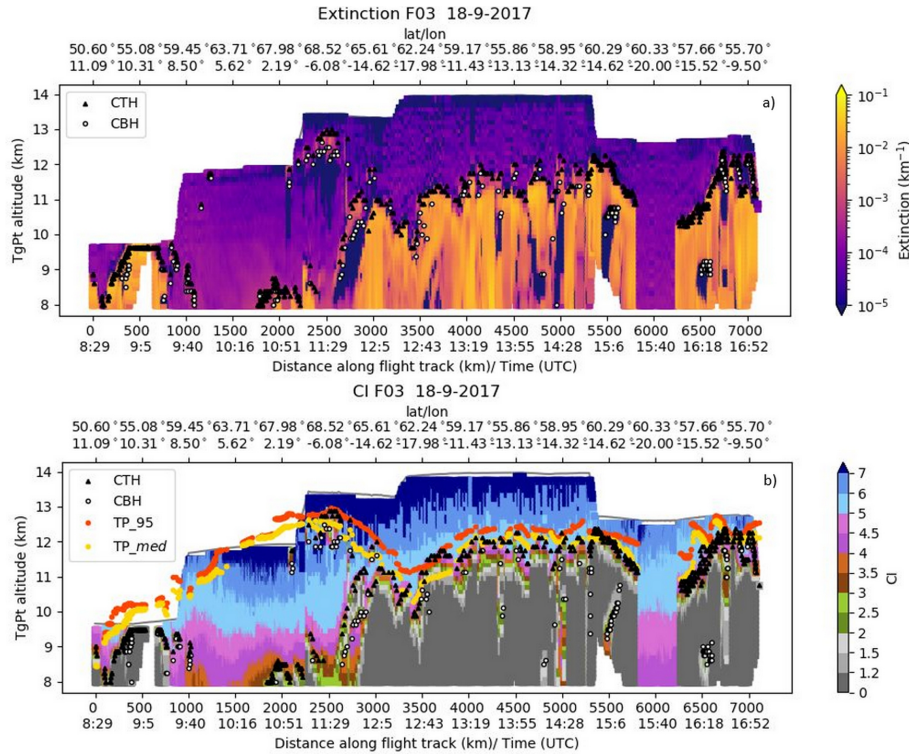 Extinction F03 18-9-2017
lat/lon
50.60° 55.08° 59.45° 63.71° 67.98° 68.52° 65.61° 62.24° 59.17° 55.86° 58.95° 60.29° 60.33° 57.66° 55.70°
11.09° 10.31° 8.50° 5.62° 2.19° -6.08° -14.62° -17.98° -11.43° -13.13° -14.32° -14.62° -20.00° -15.52° -9.50°
a)
CTH
CBH
TgPt altitude (km)
14
13
12
11
10
9
8
0 500 1000 1500 2000 2500 3000 3500 4000 4500 5000 5500 6000 6500 7000
8:29 9:5 9:40 10:16 10:51 11:29 12:5 12:43 13:19 13:55 14:28 15:6 15:40 16:18 16:52
Distance along flight track (km)/ Time (UTC)
10⁻¹
10⁻²
10⁻³
10⁻⁴
10⁻⁵
Extinction (km⁻¹)
CI F03 18-9-2017
lat/lon
50.60° 55.08° 59.45° 63.71° 67.98° 68.52° 65.61° 62.24° 59.17° 55.86° 58.95° 60.29° 60.33° 57.66° 55.70°
11.09° 10.31° 8.50° 5.62° 2.19° -6.08° -14.62° -17.98° -11.43° -13.13° -14.32° -14.62° -20.00° -15.52° -9.50°
b)
CTH
CBH
TP_95
TP_med
TgPt altitude (km)
14
13
12
11
10
9
8
0 500 1000 1500 2000 2500 3000 3500 4000 4500 5000 5500 6000 6500 7000
8:29 9:5 9:40 10:16 10:51 11:29 12:5 12:43 13:19 13:55 14:28 15:6 15:40 16:18 16:52
Distance along flight track (km)/ Time (UTC)
7
6
5
4.5
4
3.5
3
2.5
2
1.5
1.2
0
CI